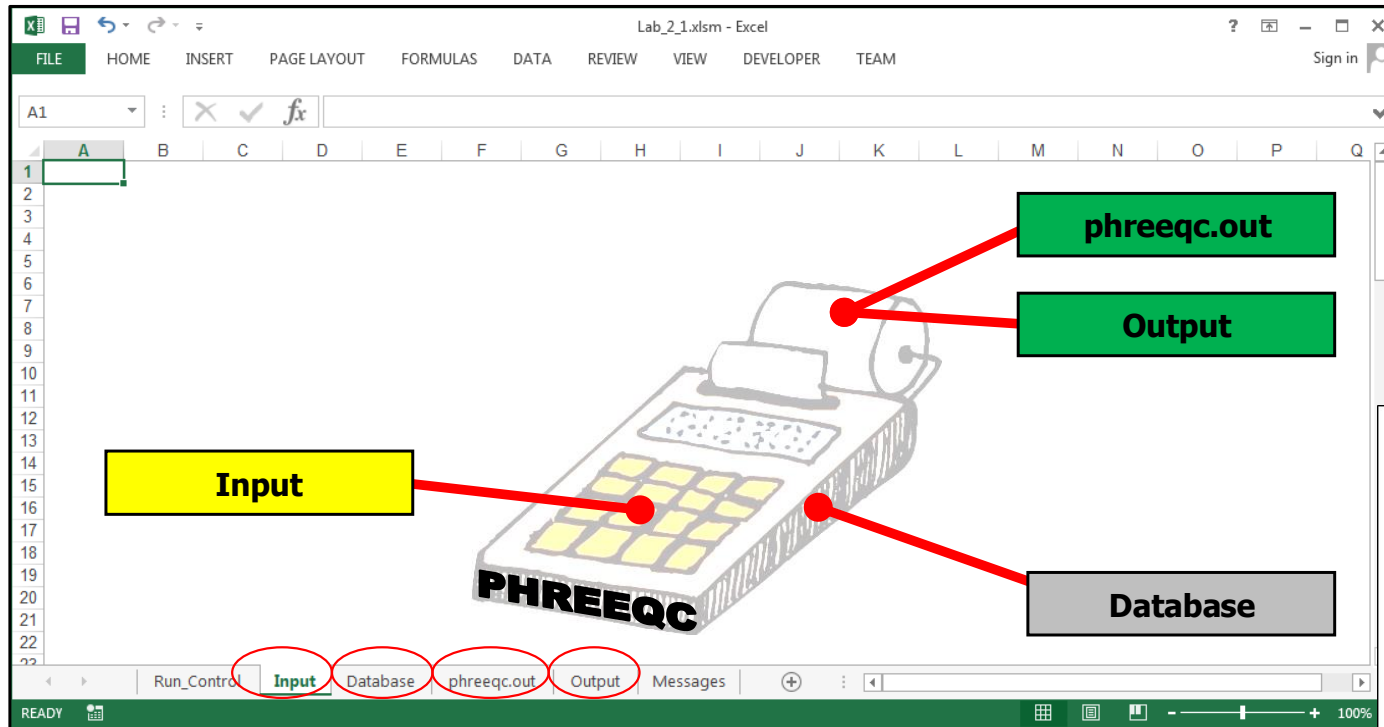 Lab_2_1.xlsm - Excel
?
FILE HOME INSERT PAGE LAYOUT FORMULAS DATA REVIEW VIEW DEVELOPER TEAM Sign in
A1 fx
A B C D E F G H I J K L M N O P Q
1
2
3
4
5
6
7
8
9
10
11
12
13
14
15
16
17
18
19
20
21
22
23
phreeqc.out
Output
Input
Database
PHREEQC
Run_Control Input Database phreeqc.out Output Messages
READY 100%